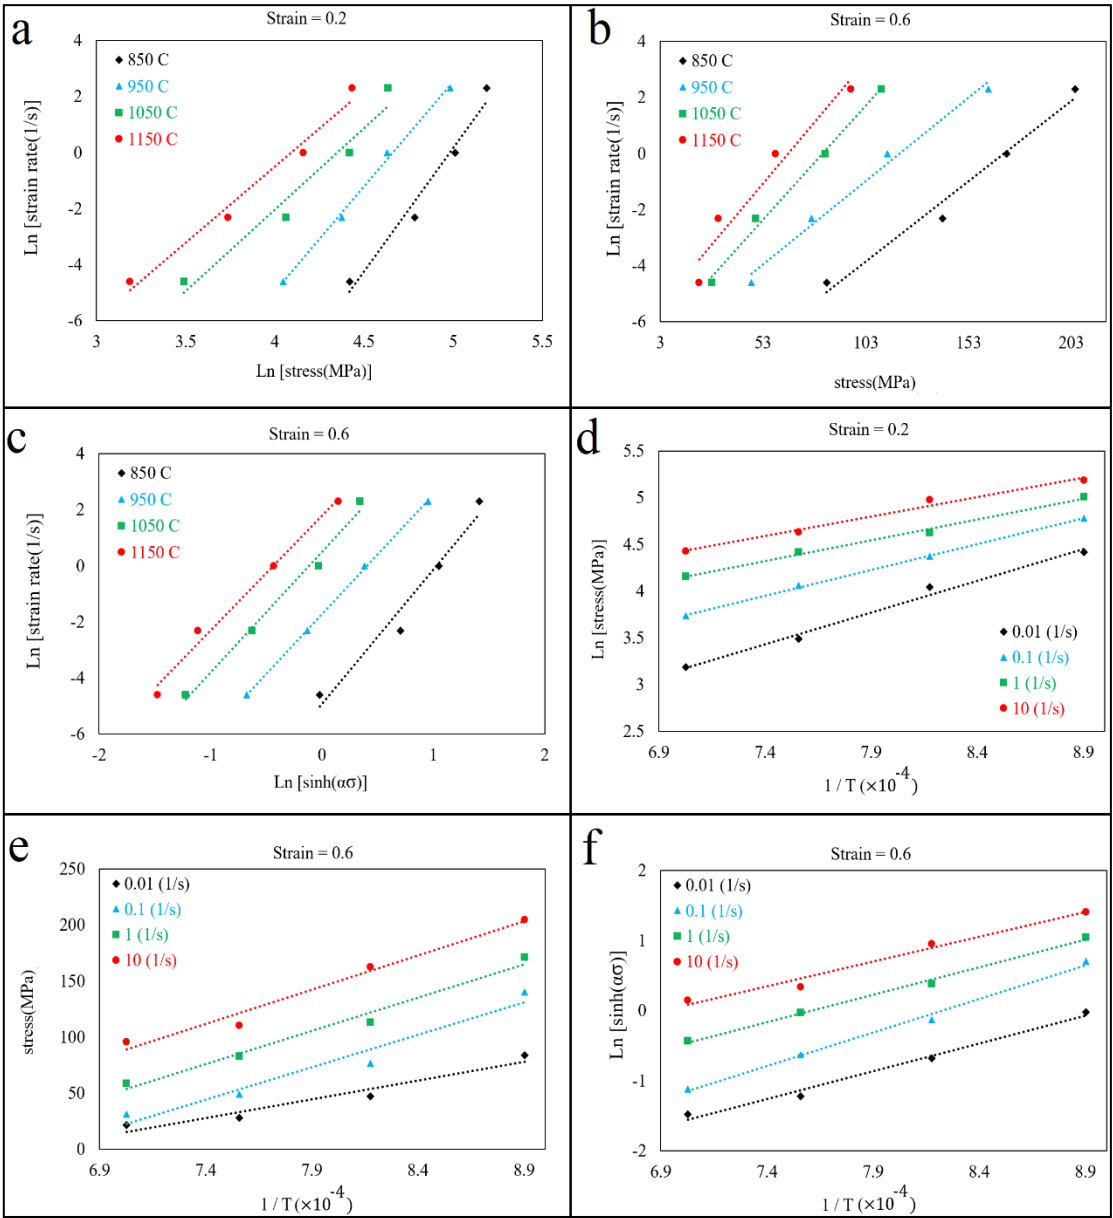 a
Strain = 0.2
Ln [strain rate(1/s)]
4
2
0
-2
-4
-6
850 C
950 C
1050 C
1150 C
3
3.5
4
4.5
5
5.5
Ln [stress(MPa)]
b
Strain = 0.6
Ln [strain rate(1/s)]
4
2
0
-2
-4
-6
850 C
950 C
1050 C
1150 C
3
53
103
153
203
stress(MPa)
c
Strain = 0.6
Ln [strain rate(1/s)]
4
2
0
-2
-4
-6
850 C
950 C
1050 C
1150 C
-2
-1
0
1
2
Ln [sinh(ασ)]
d
Strain = 0.2
Ln [stress(MPa)]
5.5
5
4.5
4
3.5
3
2.5
0.01 (1/s)
0.1 (1/s)
1 (1/s)
10 (1/s)
6.9
7.4
7.9
8.4
8.9
1 / T (×10⁻⁴)
e
Strain = 0.6
stress(MPa)
250
200
150
100
50
0
0.01 (1/s)
0.1 (1/s)
1 (1/s)
10 (1/s)
6.9
7.4
7.9
8.4
8.9
1 / T (×10⁻⁴)
f
Strain = 0.6
Ln [sinh(ασ)]
2
1
0
-1
-2
0.01 (1/s)
0.1 (1/s)
1 (1/s)
10 (1/s)
6.9
7.4
7.9
8.4
8.9
1 / T (×10⁻⁴)